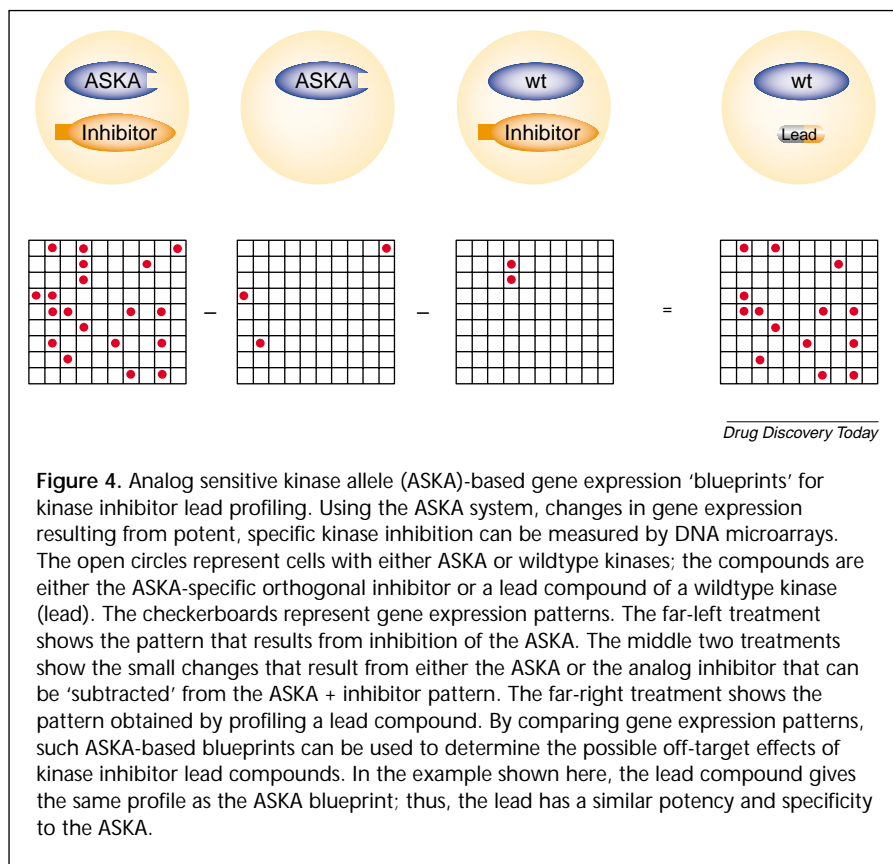 ASKA ASKA wt wt
Inhibitor Inhibitor Lead
– – =
Drug Discovery Today
Figure 4. Analog sensitive kinase allele (ASKA)-based gene expression ‘blueprints’ for
kinase inhibitor lead profiling. Using the ASKA system, changes in gene expression
resulting from potent, specific kinase inhibition can be measured by DNA microarrays.
The open circles represent cells with either ASKA or wildtype kinases; the compounds are
either the ASKA-specific orthogonal inhibitor or a lead compound of a wildtype kinase
(lead). The checkerboards represent gene expression patterns. The far-left treatment
shows the pattern that results from inhibition of the ASKA. The middle two treatments
show the small changes that result from either the ASKA or the analog inhibitor that can
be ‘subtracted’ from the ASKA + inhibitor pattern. The far-right treatment shows the
pattern obtained by profiling a lead compound. By comparing gene expression patterns,
such ASKA-based blueprints can be used to determine the possible off-target effects of
kinase inhibitor lead compounds. In the example shown here, the lead compound gives
the same profile as the ASKA blueprint; thus, the lead has a similar potency and specificity
to the ASKA.